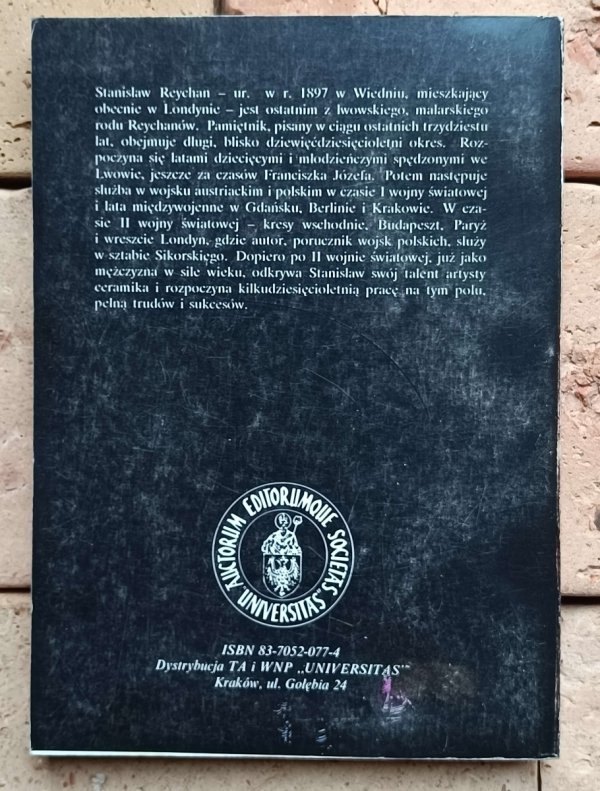 Stanisław Reychan – ur. w r. 1897 w Wiedniu, mieszkający
obecnie w Londynie – jest ostatnim z lwowskiego, malarskiego
rodu Reychanów. Pamiętnik, pisany w ciągu ostatnich trzydziestu
lat, obejmuje długi, blisko dziewięćdziesięcioletni okres. Roz-
poczyna się latami dziecięcymi i młodzieńczymi spędzonymi we
Lwowie, jeszcze za czasów Franciszka Józefa. Potem następuje
służba w wojsku austriackim i polskim w czasie I wojny światowej
i lata międzywojenne w Gdańsku, Berlinie i Krakowie. W cza-
sie II wojny światowej – kresy wschodnie, Budapeszt, Paryż
i wreszcie Londyn, gdzie autor, porucznik wojsk polskich, służy
w sztabie Sikorskięgo. Dopiero po II wojnie światowej, już jako
mężczyzna w sile wieku, odkrywa Stanisław swój talent artysty
ceramika i rozpoczyna kilkudziesięcioletnią pracę na tym polu,
pełną trudów i sukcesów.
AUCTORUM EDITORUMQUE SOCIETAS
"UNIVERSITAS"
ISBN 83-7052-077-4
Dystrybucja TA i WNP „UNIVERSITAS"
Kraków, ul. Gołębia 24